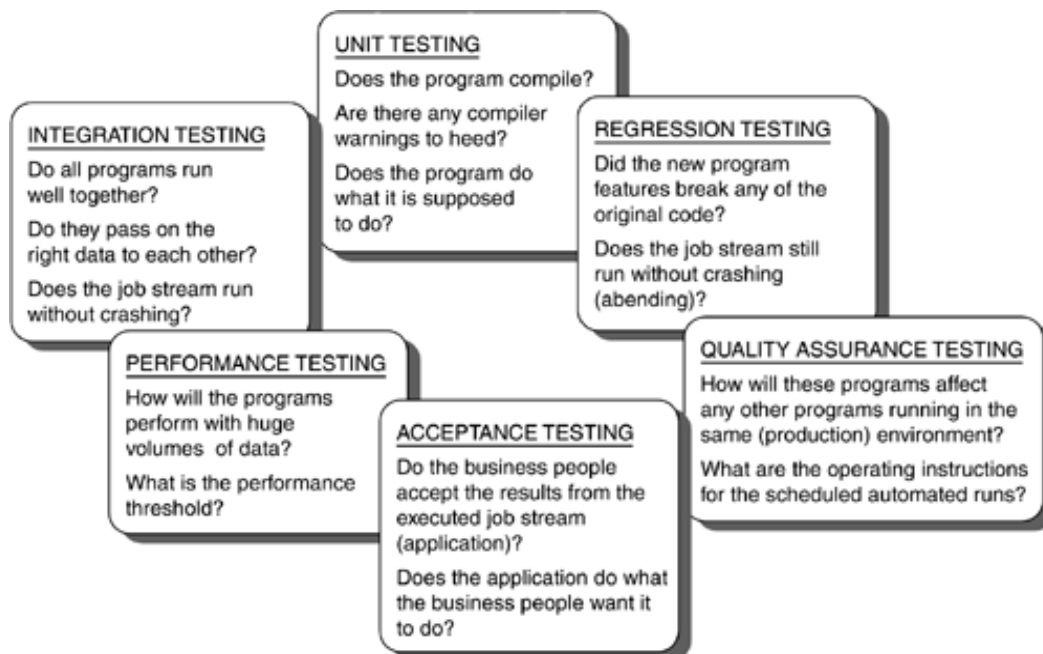 UNIT TESTING
Does the program compile?
Are there any compiler
warnings to heed?
Does the program do
what it is supposed
to do?
INTEGRATION TESTING
Do all programs run
well together?
Do they pass on the
right data to each other?
Does the job stream run
without crashing?
REGRESSION TESTING
Did the new program
features break any of the
original code?
Does the job stream still
run without crashing
(abending)?
PERFORMANCE TESTING
How will the programs
perform with huge
volumes of data?
What is the performance
threshold?
ACCEPTANCE TESTING
Do the business people
accept the results from the
executed job stream
(application)?
Does the application do what
the business people want it
to do?
QUALITY ASSURANCE TESTING
How will these programs affect
any other programs running in the
same (production) environment?
What are the operating instructions
for the scheduled automated runs?